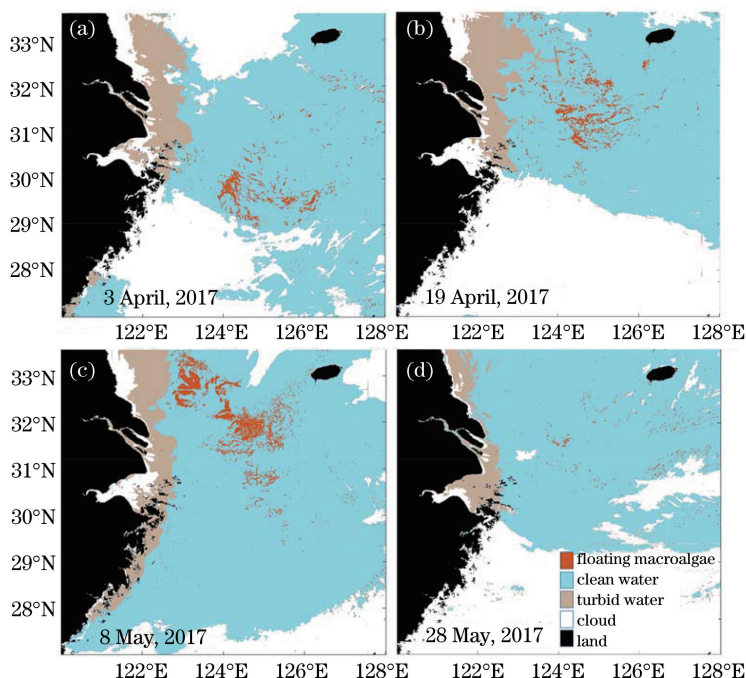 (a)
(b)
33°N
32°N
31°N
30°N
29°N
28°N
3 April, 2017
19 April, 2017
122°E 124°E 126°E 128°E
122°E 124°E 126°E 128°E
(c)
(d)
33°N
32°N
31°N
30°N
29°N
28°N
floating macroalgae
clean water
turbid water
cloud
land
8 May, 2017
28 May, 2017
122°E 124°E 126°E 128°E
122°E 124°E 126°E 128°E